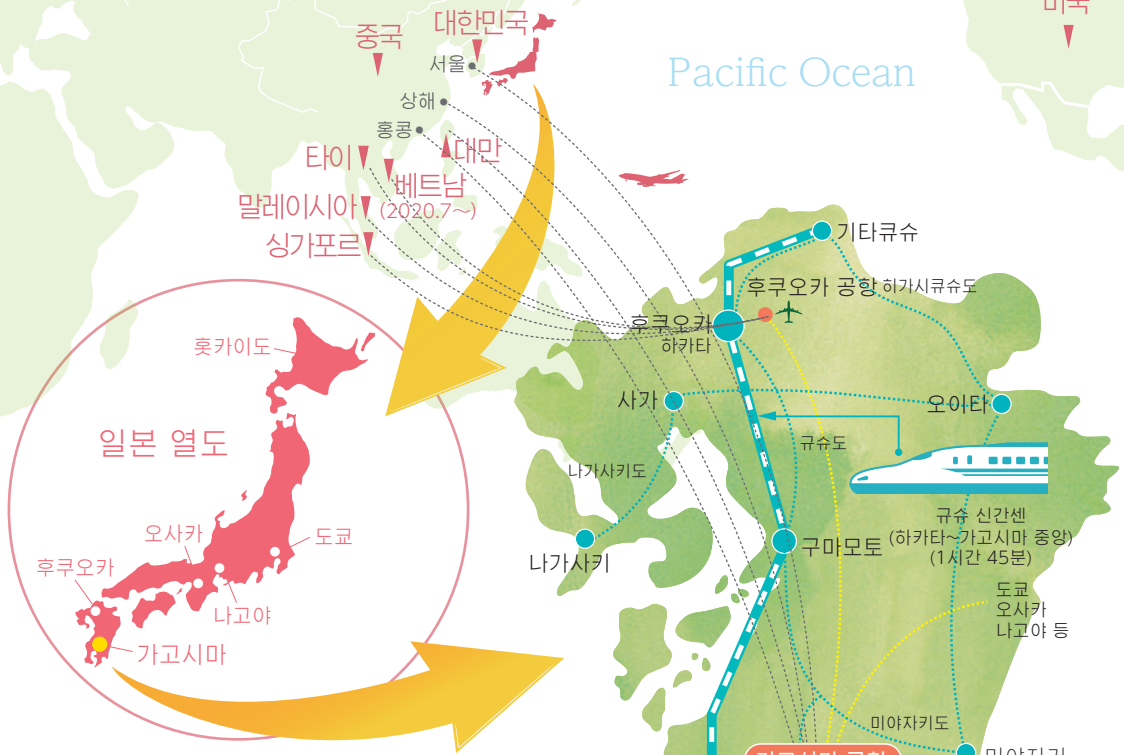 미국
대한민국
중국
서울
Pacific Ocean
상해
홍콩
대만
타이
베트남
(2020.7~)
말레이시아
싱가포르
기타큐슈
후쿠오카 공항
히가시큐슈도
후쿠오카
하카타
홋카이도
사가
오이타
일본 열도
규슈도
나가사키도
규슈 신간센
(하카타~가고시마 중앙)
(1시간 45분)
오사카
도쿄
구마모토
나가사키
후쿠오카
도쿄
오사카
나고야 등
나고야
가고시마
미야자키도